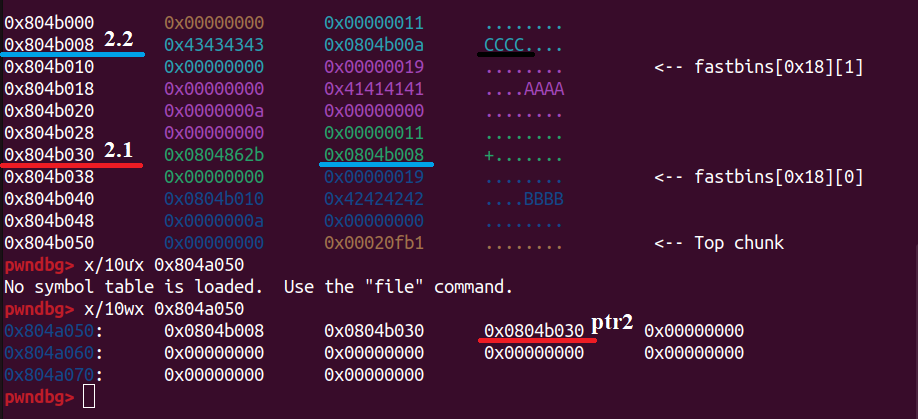 0x804b000 0x00000000 0x00000011 ........
0x804b008 2.2 0x43434343 0x0804b00a CCCC....
0x804b010 0x00000000 0x00000019 ........ <-- fastbins[0x18][1]
0x804b018 0x00000000 0x41414141 ....AAAA
0x804b020 0x0000000a 0x00000000 ........
0x804b028 0x00000000 0x00000011 ........
0x804b030 2.1 0x0804862b 0x0804b008 +.......
0x804b038 0x00000000 0x00000019 ........ <-- fastbins[0x18][0]
0x804b040 0x0804b010 0x42424242 ....BBBB
0x804b048 0x0000000a 0x00000000 ........
0x804b050 0x00000000 0x00020fb1 ........ <-- Top chunk
pwndbg> x/10ưx 0x804a050
No symbol table is loaded.  Use the "file" command.
pwndbg> x/10wx 0x804a050
0x804a050: 0x0804b008 0x0804b030 0x0804b030 ptr2 0x00000000
0x804a060: 0x00000000 0x00000000 0x00000000 0x00000000
0x804a070: 0x00000000 0x00000000
pwndbg>